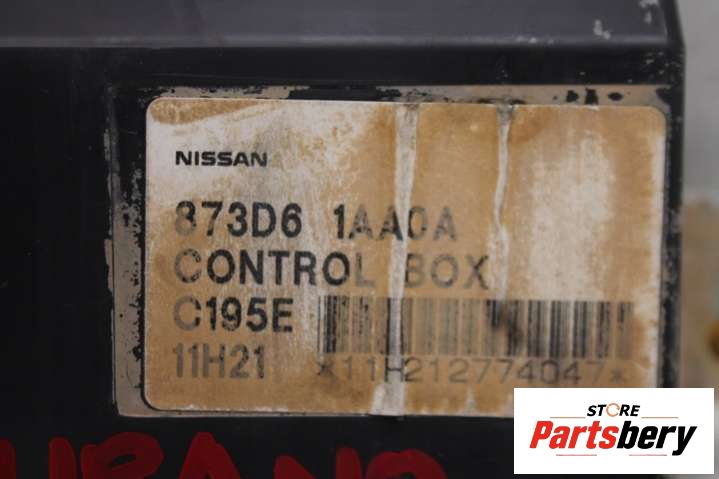 NISSAN
873D6 1AA0A
CONTROL BOX
C195E
11H21
*11H212774047*
STORE
Partsbery